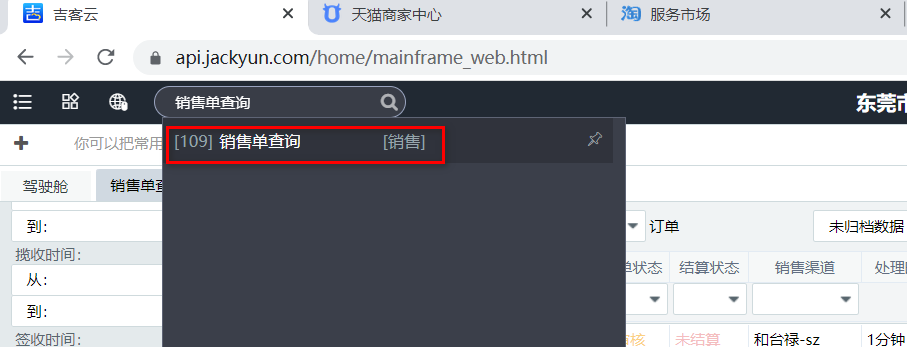 吉客云
天猫商家中心
服务市场
api.jackyun.com/home/mainframe_web.html
销售单查询
东莞市
[109] 销售单查询 [销售]
你可以把常用
驾驶舱
销售单查
到:
订单
未归档数据
揽收时间:
从:
单状态
结算状态
销售渠道
处理
到:
签收时间:
审核
未结算
和台禄-sz
1分钟